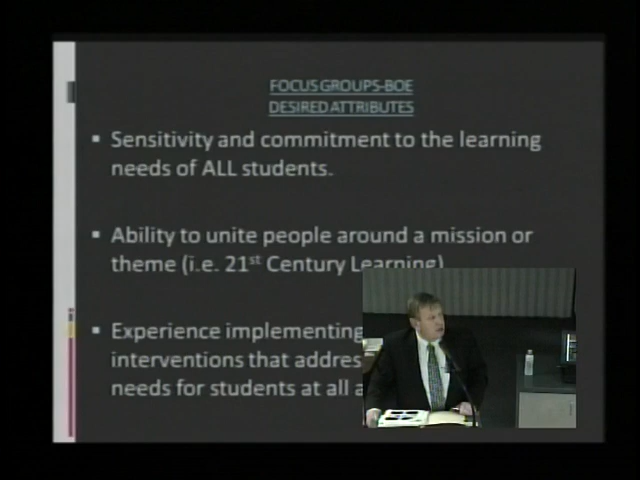 FOCUS GROUPS-BOE
DESIRED ATTRIBUTES
▪ Sensitivity and commitment to the learning
needs of ALL students.
▪ Ability to unite people around a mission or
theme (i.e. 21st Century Learning)
▪ Experience implementing
interventions that addres
needs for students at all a